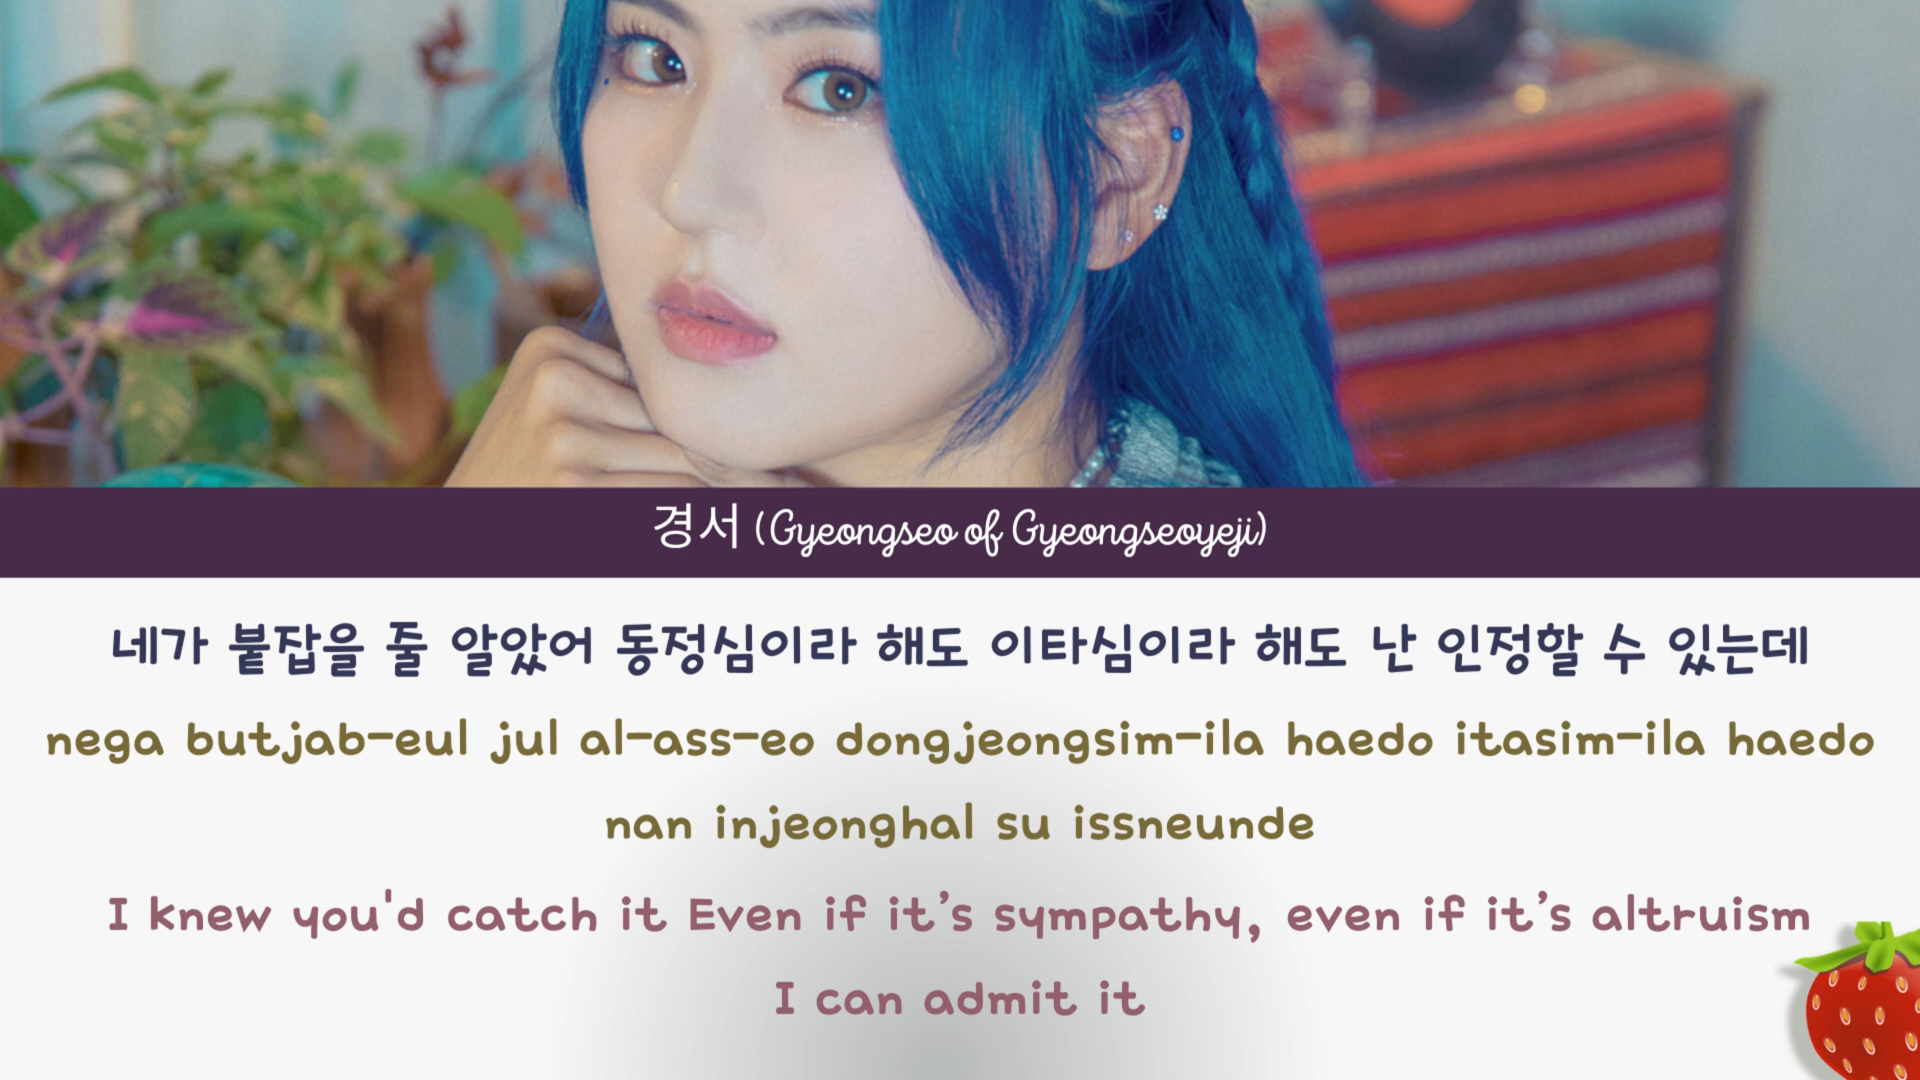 경서 (Gyeongseo of Gyeongseoyeji)
네가 붙잡을 줄 알았어 동정심이라 해도 이타심이라 해도 난 인정할 수 있는데
nega butjab-eul jul al-ass-eo dongjeongsim-ila haedo itasim-ila haedo
nan injeonghal su issneunde
I knew you'd catch it Even if it’s sympathy, even if it’s altruism
I can admit it